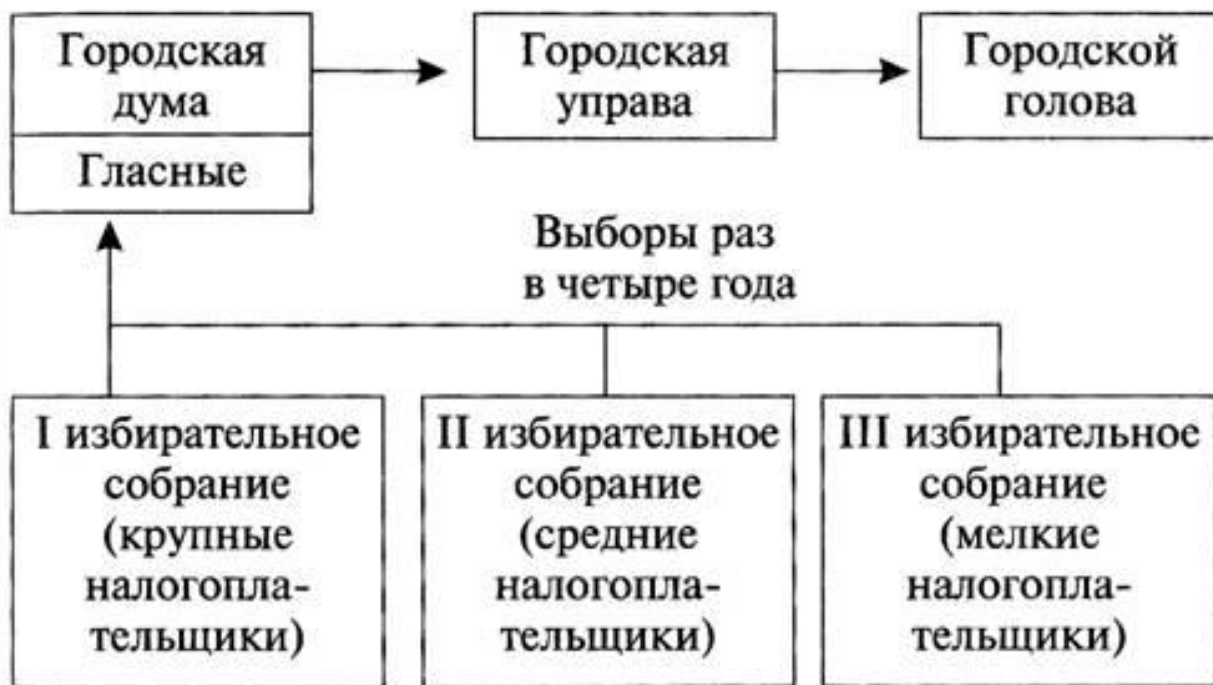 Городская
дума
Гласные
Городская
управа
Городской
голова
Выборы раз
в четыре года
I избирательное
собрание
(крупные
налогопла-
тельщики)
II избирательное
собрание
(средние
налогопла-
тельщики)
III избирательное
собрание
(мелкие
налогопла-
тельщики)